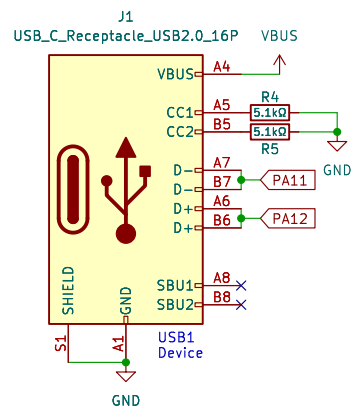 J1
USB_C_Receptacle_USB2.0_16P
VBUS
VBUS A4
CC1 A5 R4 5.1kΩ
CC2 B5 5.1kΩ R5
GND
D- A7
D- B7 PA11
D+ A6
D+ B6 PA12
SBU1 A8
SBU2 B8
SHIELD GND
S1 A1
USB1
Device
GND